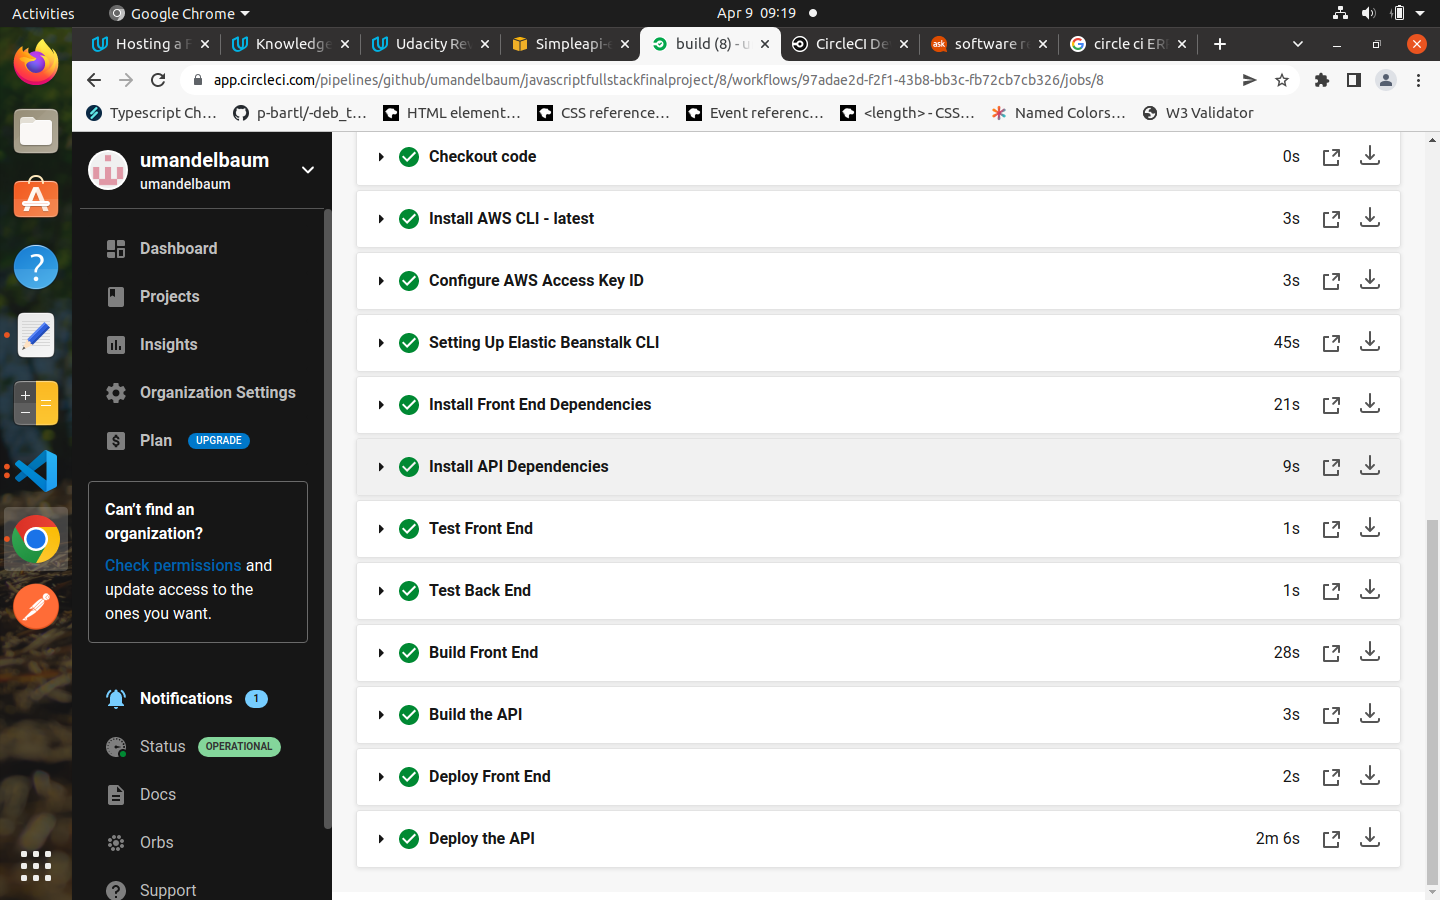 Activities
Google Chrome
Apr 9 09:19
Hosting a F
Knowledge
Udacity Rev
Simpleapi-e
build (8) - u
CircleCI De
software re
circle ci ER
app.circleci.com/pipelines/github/umandelbaum/javascriptfullstackfinalproject/8/workflows/97adae2d-f2f1-43b8-bb3c-fb72cb7cb326/jobs/8
Typescript Ch...
p-bartl/-deb_t...
HTML element...
CSS reference...
Event referenc...
<length> - CSS...
Named Colors...
W3 Validator
umandelbaum
umandelbaum
Dashboard
Projects
Insights
Organization Settings
Plan
UPGRADE
Can't find an
organization?
Check permissions and
update access to the
ones you want.
Notifications
1
Status
OPERATIONAL
Docs
Orbs
Support
Checkout code
0s
Install AWS CLI - latest
3s
Configure AWS Access Key ID
3s
Setting Up Elastic Beanstalk CLI
45s
Install Front End Dependencies
21s
Install API Dependencies
9s
Test Front End
1s
Test Back End
1s
Build Front End
28s
Build the API
3s
Deploy Front End
2s
Deploy the API
2m 6s